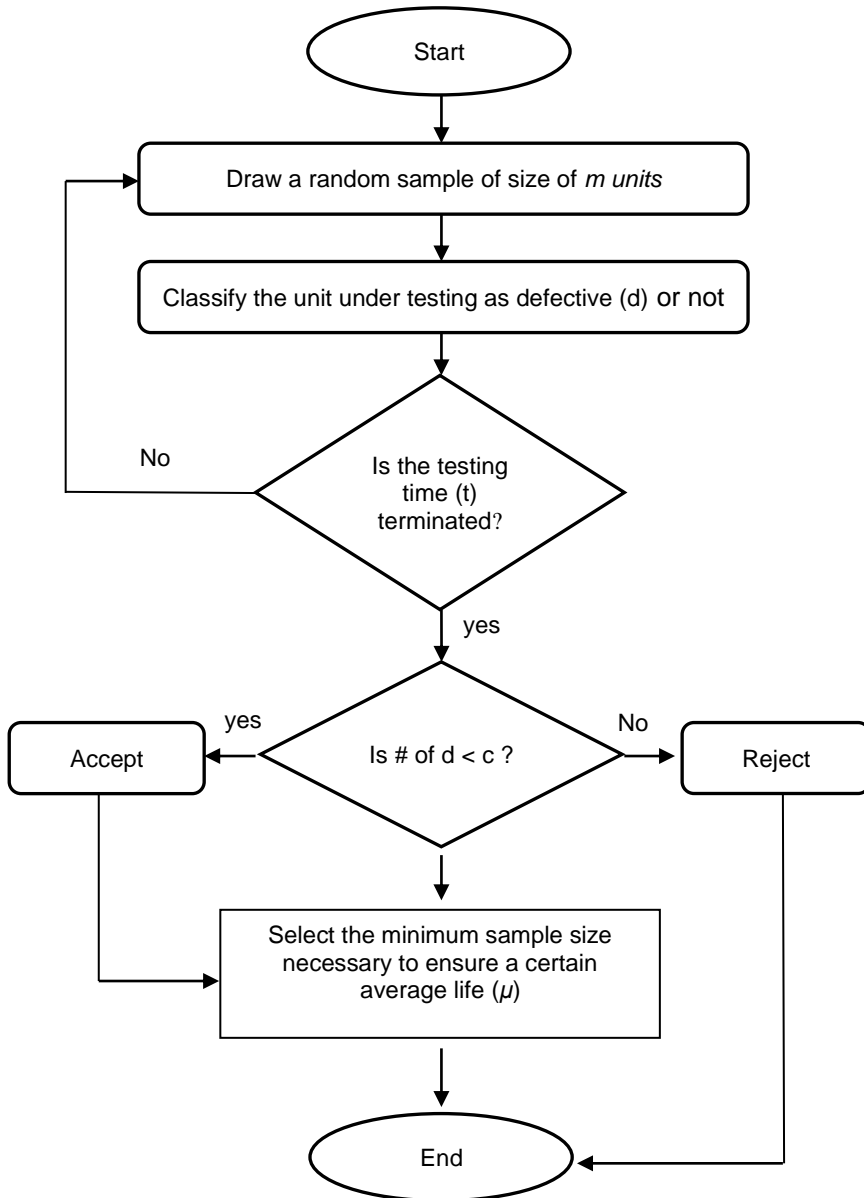 Start
Draw a random sample of size of m units
Classify the unit under testing as defective (d) or not
No
Is the testing
time (t)
terminated?
yes
yes
No
Accept
Is # of d < c ?
Reject
Select the minimum sample size
necessary to ensure a certain
average life (μ)
End